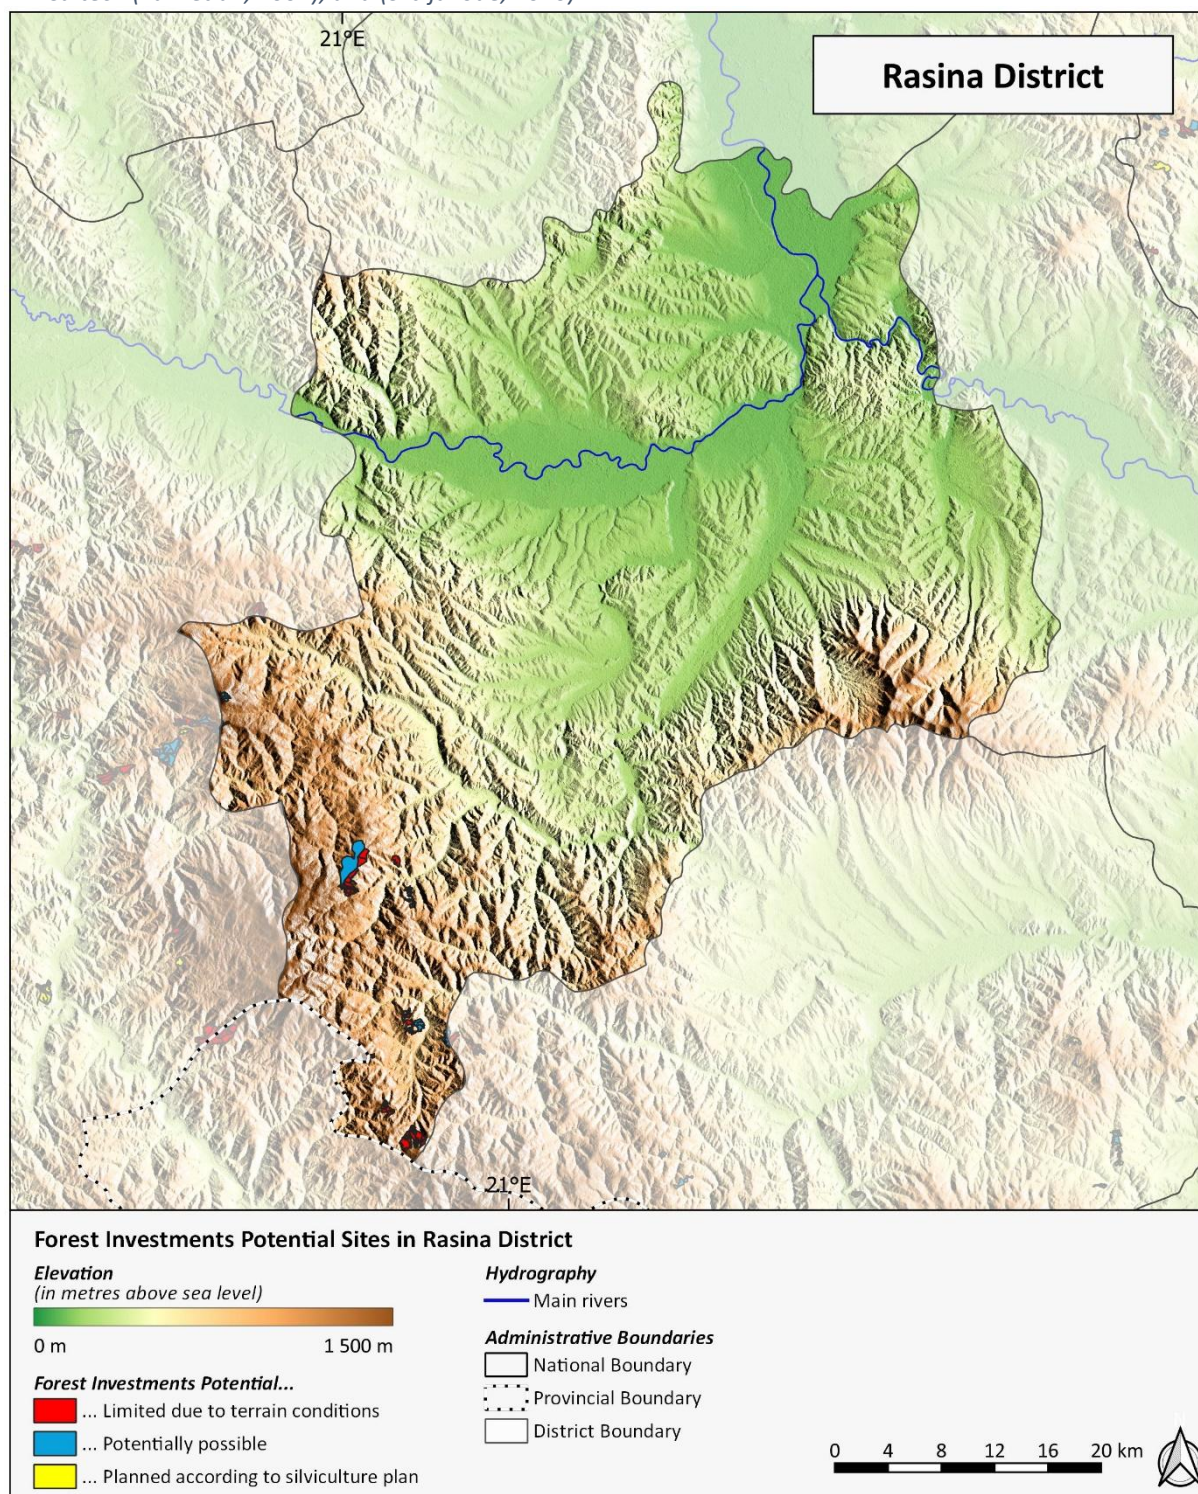 21°E
Rasina District
21°E
Forest Investments Potential Sites in Rasina District
Elevation
(in metres above sea level)
0 m 1 500 m
Forest Investments Potential...
... Limited due to terrain conditions
... Potentially possible
... Planned according to silviculture plan
Hydrography
Main rivers
Administrative Boundaries
National Boundary
Provincial Boundary
District Boundary
0 4 8 12 16 20 km